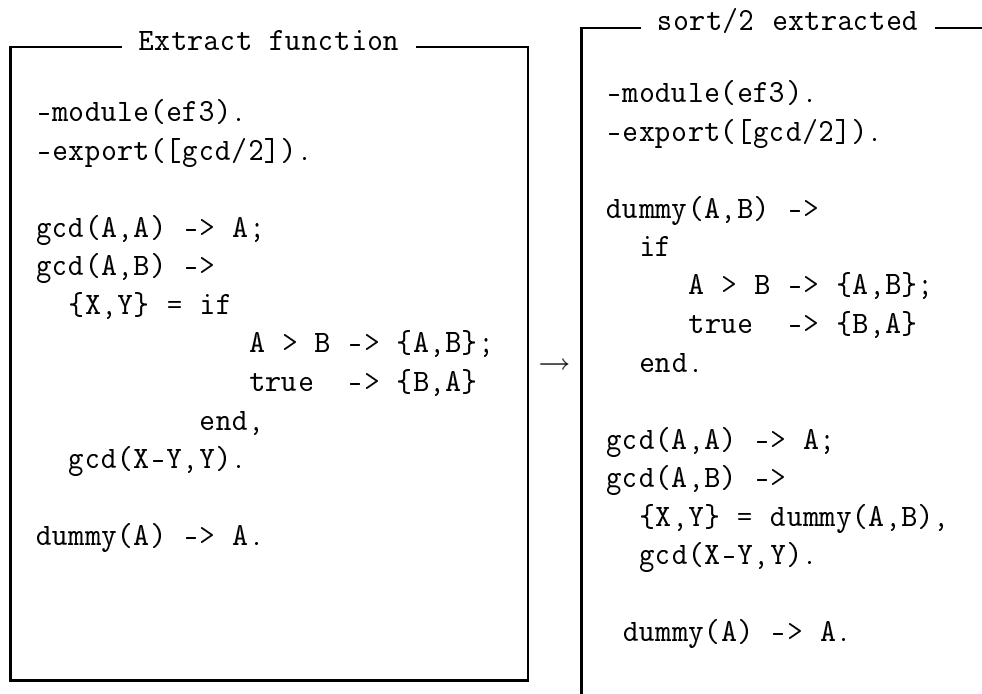 Extract function
-module(ef3).
-export([gcd/2]).
gcd(A,A) -> A;
gcd(A,B) ->
{X,Y} = if
A > B -> {A,B};
true -> {B,A}
end,
gcd(X-Y,Y).
dummy(A) -> A.
→
sort/2 extracted
-module(ef3).
-export([gcd/2]).
dummy(A,B) ->
if
A > B -> {A,B};
true -> {B,A}
end.
gcd(A,A) -> A;
gcd(A,B) ->
{X,Y} = dummy(A,B),
gcd(X-Y,Y).
dummy(A) -> A.